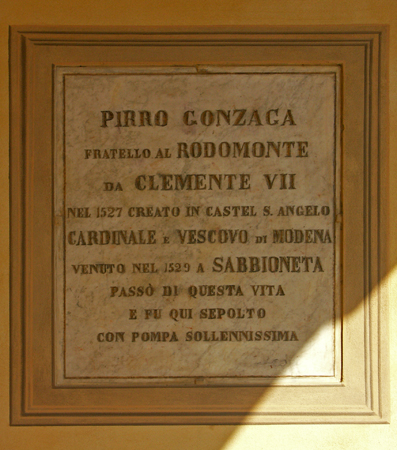 PIRRO GONZAGA
FRATELLO AL RODOMONTE
DA CLEMENTE VII
NEL 1527 CREATO IN CASTEL S. ANGELO
CARDINALE E VESCOVO DI MODENA
VENUTO NEL 1529 A SABBIONETA
PASSÒ DI QUESTA VITA
E FU QUI SEPOLTO
CON POMPA SOLLENNISSIMA